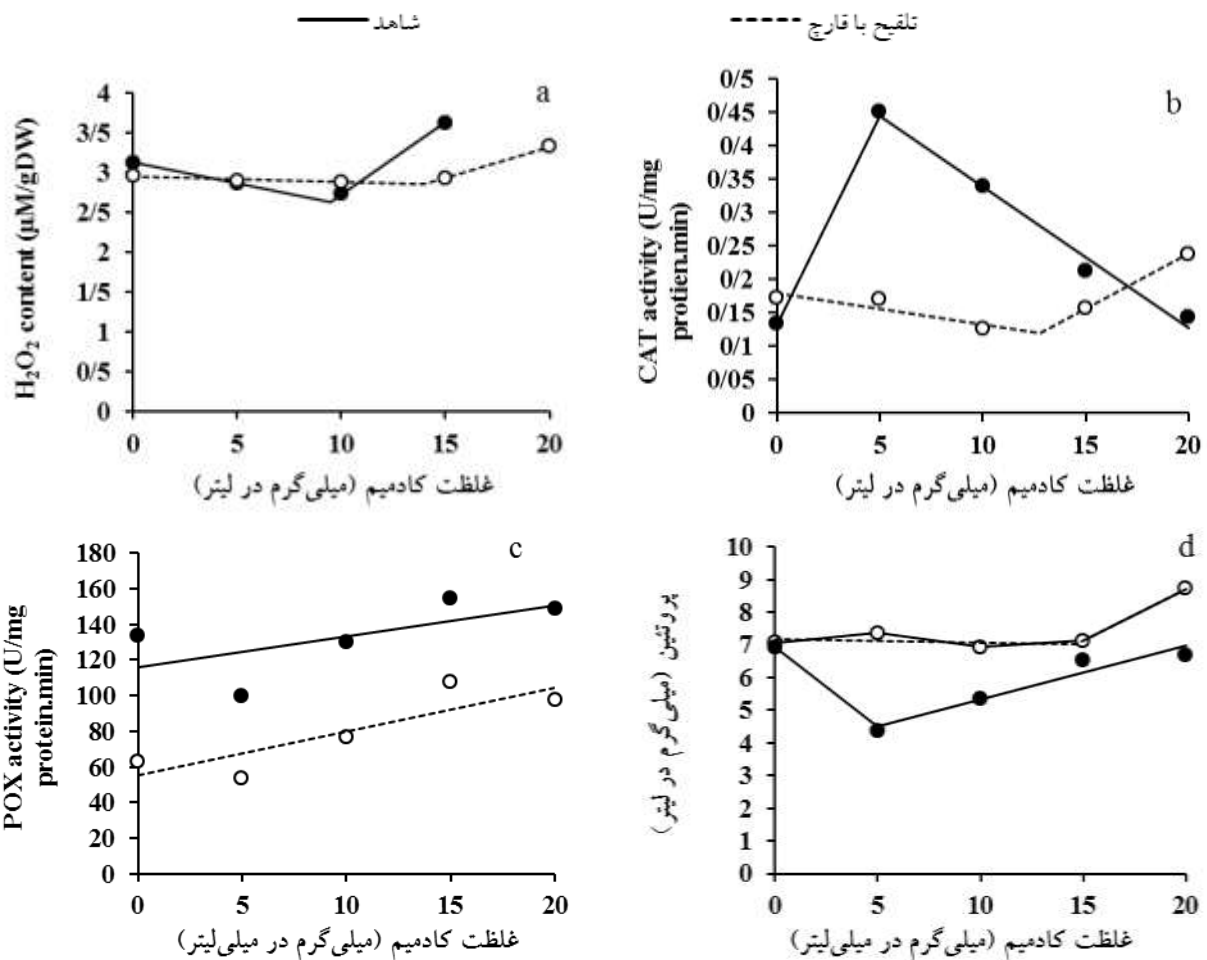 شاهد
تلقیح با قارچ
a
H₂O₂ content (µM/gDW)
4
3/5
3
2/5
2
1/5
1
0/5
0
0 5 10 15 20
غلظت کادمیم (میلی‌گرم در لیتر)
b
CAT activity (U/mg
protien.min)
0/5
0/45
0/4
0/35
0/3
0/25
0/2
0/15
0/1
0/05
0
0 5 10 15 20
غلظت کادمیم (میلی‌گرم در لیتر)
c
POX activity (U/mg
protein.min)
180
160
140
120
100
80
60
40
20
0
0 5 10 15 20
غلظت کادمیم (میلی‌گرم در میلی‌لیتر)
d
پروتئین (میلی‌گرم در لیتر)
10
9
8
7
6
5
4
3
2
1
0
0 5 10 15 20
غلظت کادمیم (میلی‌گرم در میلی‌لیتر)